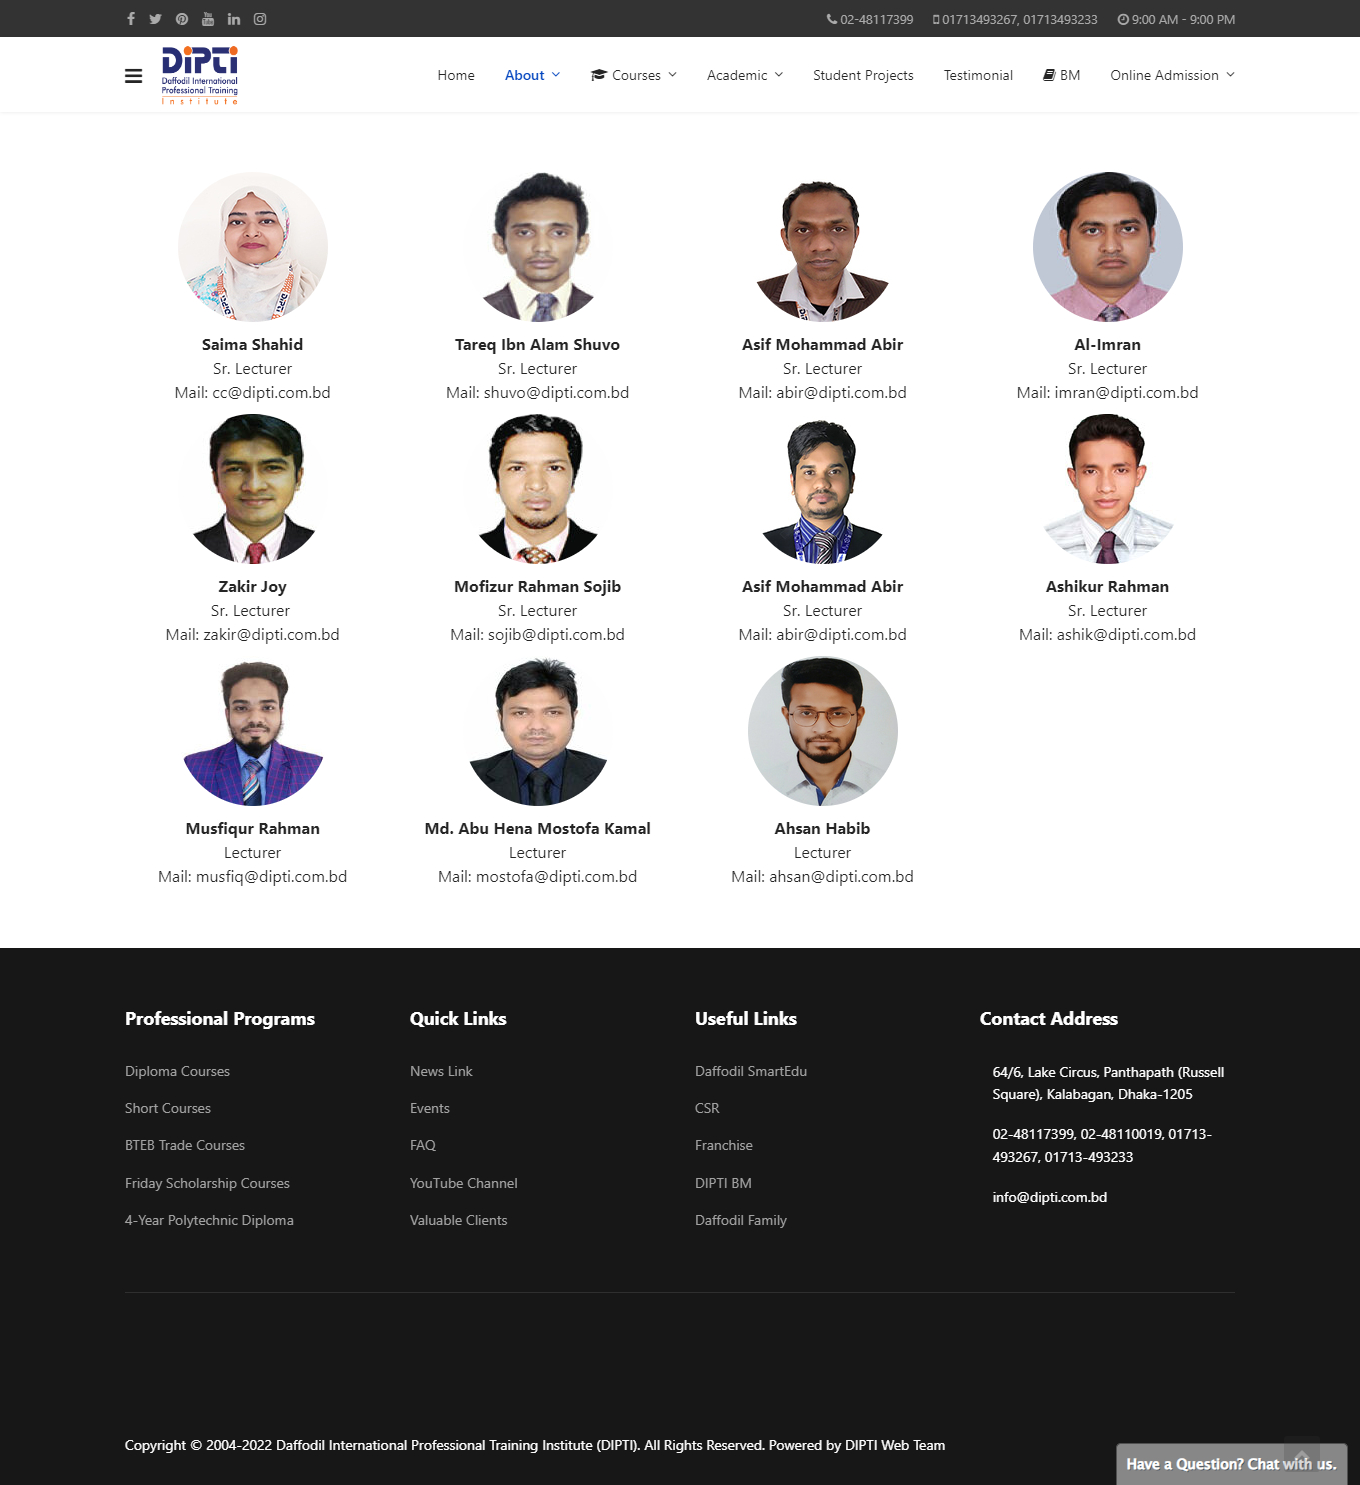 02-48117399 01713493267, 01713493233 9:00 AM - 9:00 PM
DIPTI
Daffodil International
Professional Training
Institute
Home About Courses Academic Student Projects Testimonial BM Online Admission
Saima Shahid Tareq Ibn Alam Shuvo Asif Mohammad Abir Al-Imran
Sr. Lecturer Sr. Lecturer Sr. Lecturer Sr. Lecturer
Mail: cc@dipti.com.bd Mail: shuvo@dipti.com.bd Mail: abir@dipti.com.bd Mail: imran@dipti.com.bd
Zakir Joy Mofizur Rahman Sojib Asif Mohammad Abir Ashikur Rahman
Sr. Lecturer Sr. Lecturer Sr. Lecturer Sr. Lecturer
Mail: zakir@dipti.com.bd Mail: sojib@dipti.com.bd Mail: abir@dipti.com.bd Mail: ashik@dipti.com.bd
Musfiqur Rahman Md. Abu Hena Mostofa Kamal Ahsan Habib
Lecturer Lecturer Lecturer
Mail: musfiq@dipti.com.bd Mail: mostofa@dipti.com.bd Mail: ahsan@dipti.com.bd
Professional Programs
Diploma Courses
Short Courses
BTEB Trade Courses
Friday Scholarship Courses
4-Year Polytechnic Diploma
Quick Links
News Link
Events
FAQ
YouTube Channel
Valuable Clients
Useful Links
Daffodil SmartEdu
CSR
Franchise
DIPTI BM
Daffodil Family
Contact Address
64/6, Lake Circus, Panthapath (Russell
Square), Kalabagan, Dhaka-1205
02-48117399, 02-48110019, 01713-
493267, 01713-493233
info@dipti.com.bd
Copyright © 2004-2022 Daffodil International Professional Training Institute (DIPTI). All Rights Reserved. Powered by DIPTI Web Team
Have a Question? Chat with us.